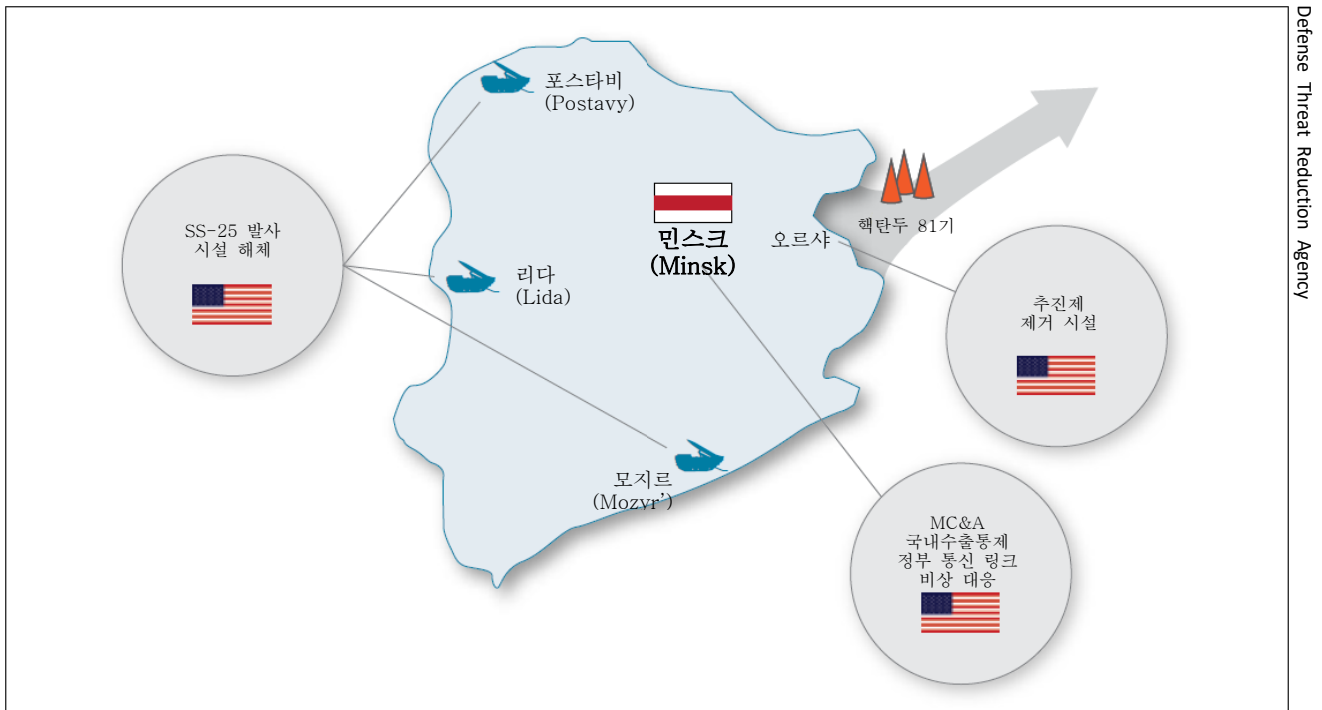 포스타비
(Postavy)
SS-25 발사
시설 해체
민스크
(Minsk)
리다
(Lida)
오르샤
핵탄두 81기
추진제
제거 시설
모지르
(Mozyr’)
MC&A
국내수출통제
정부 통신 링크
비상 대응
Defense Threat Reduction Agency